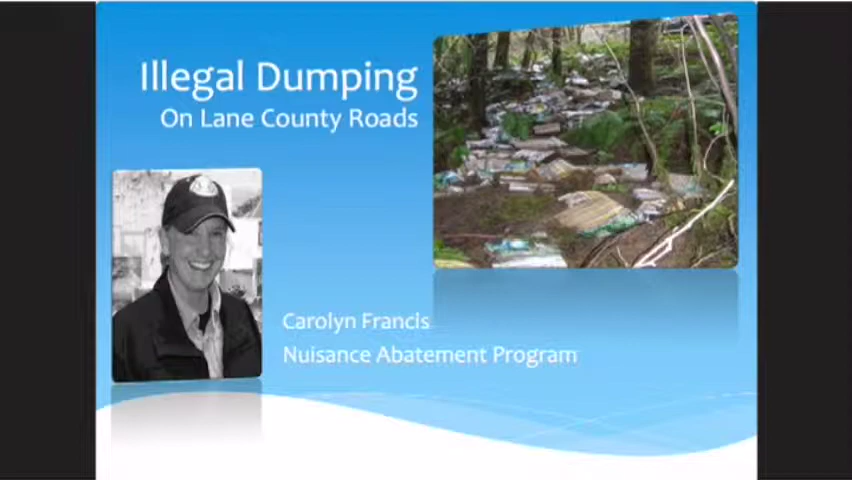 Illegal Dumping
On Lane County Roads
Carolyn Francis
Nuisance Abatement Program